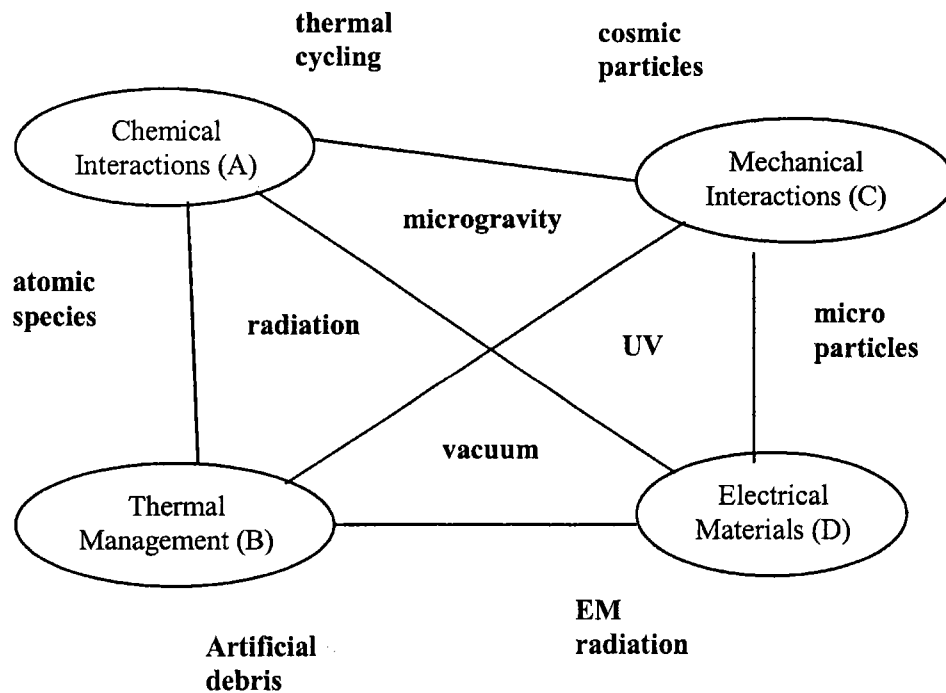 thermal
cycling
cosmic
particles
Chemical
Interactions (A)
Mechanical
Interactions (C)
microgravity
atomic
species
radiation
UV
micro
particles
vacuum
Thermal
Management (B)
Electrical
Materials (D)
EM
radiation
Artificial
debris